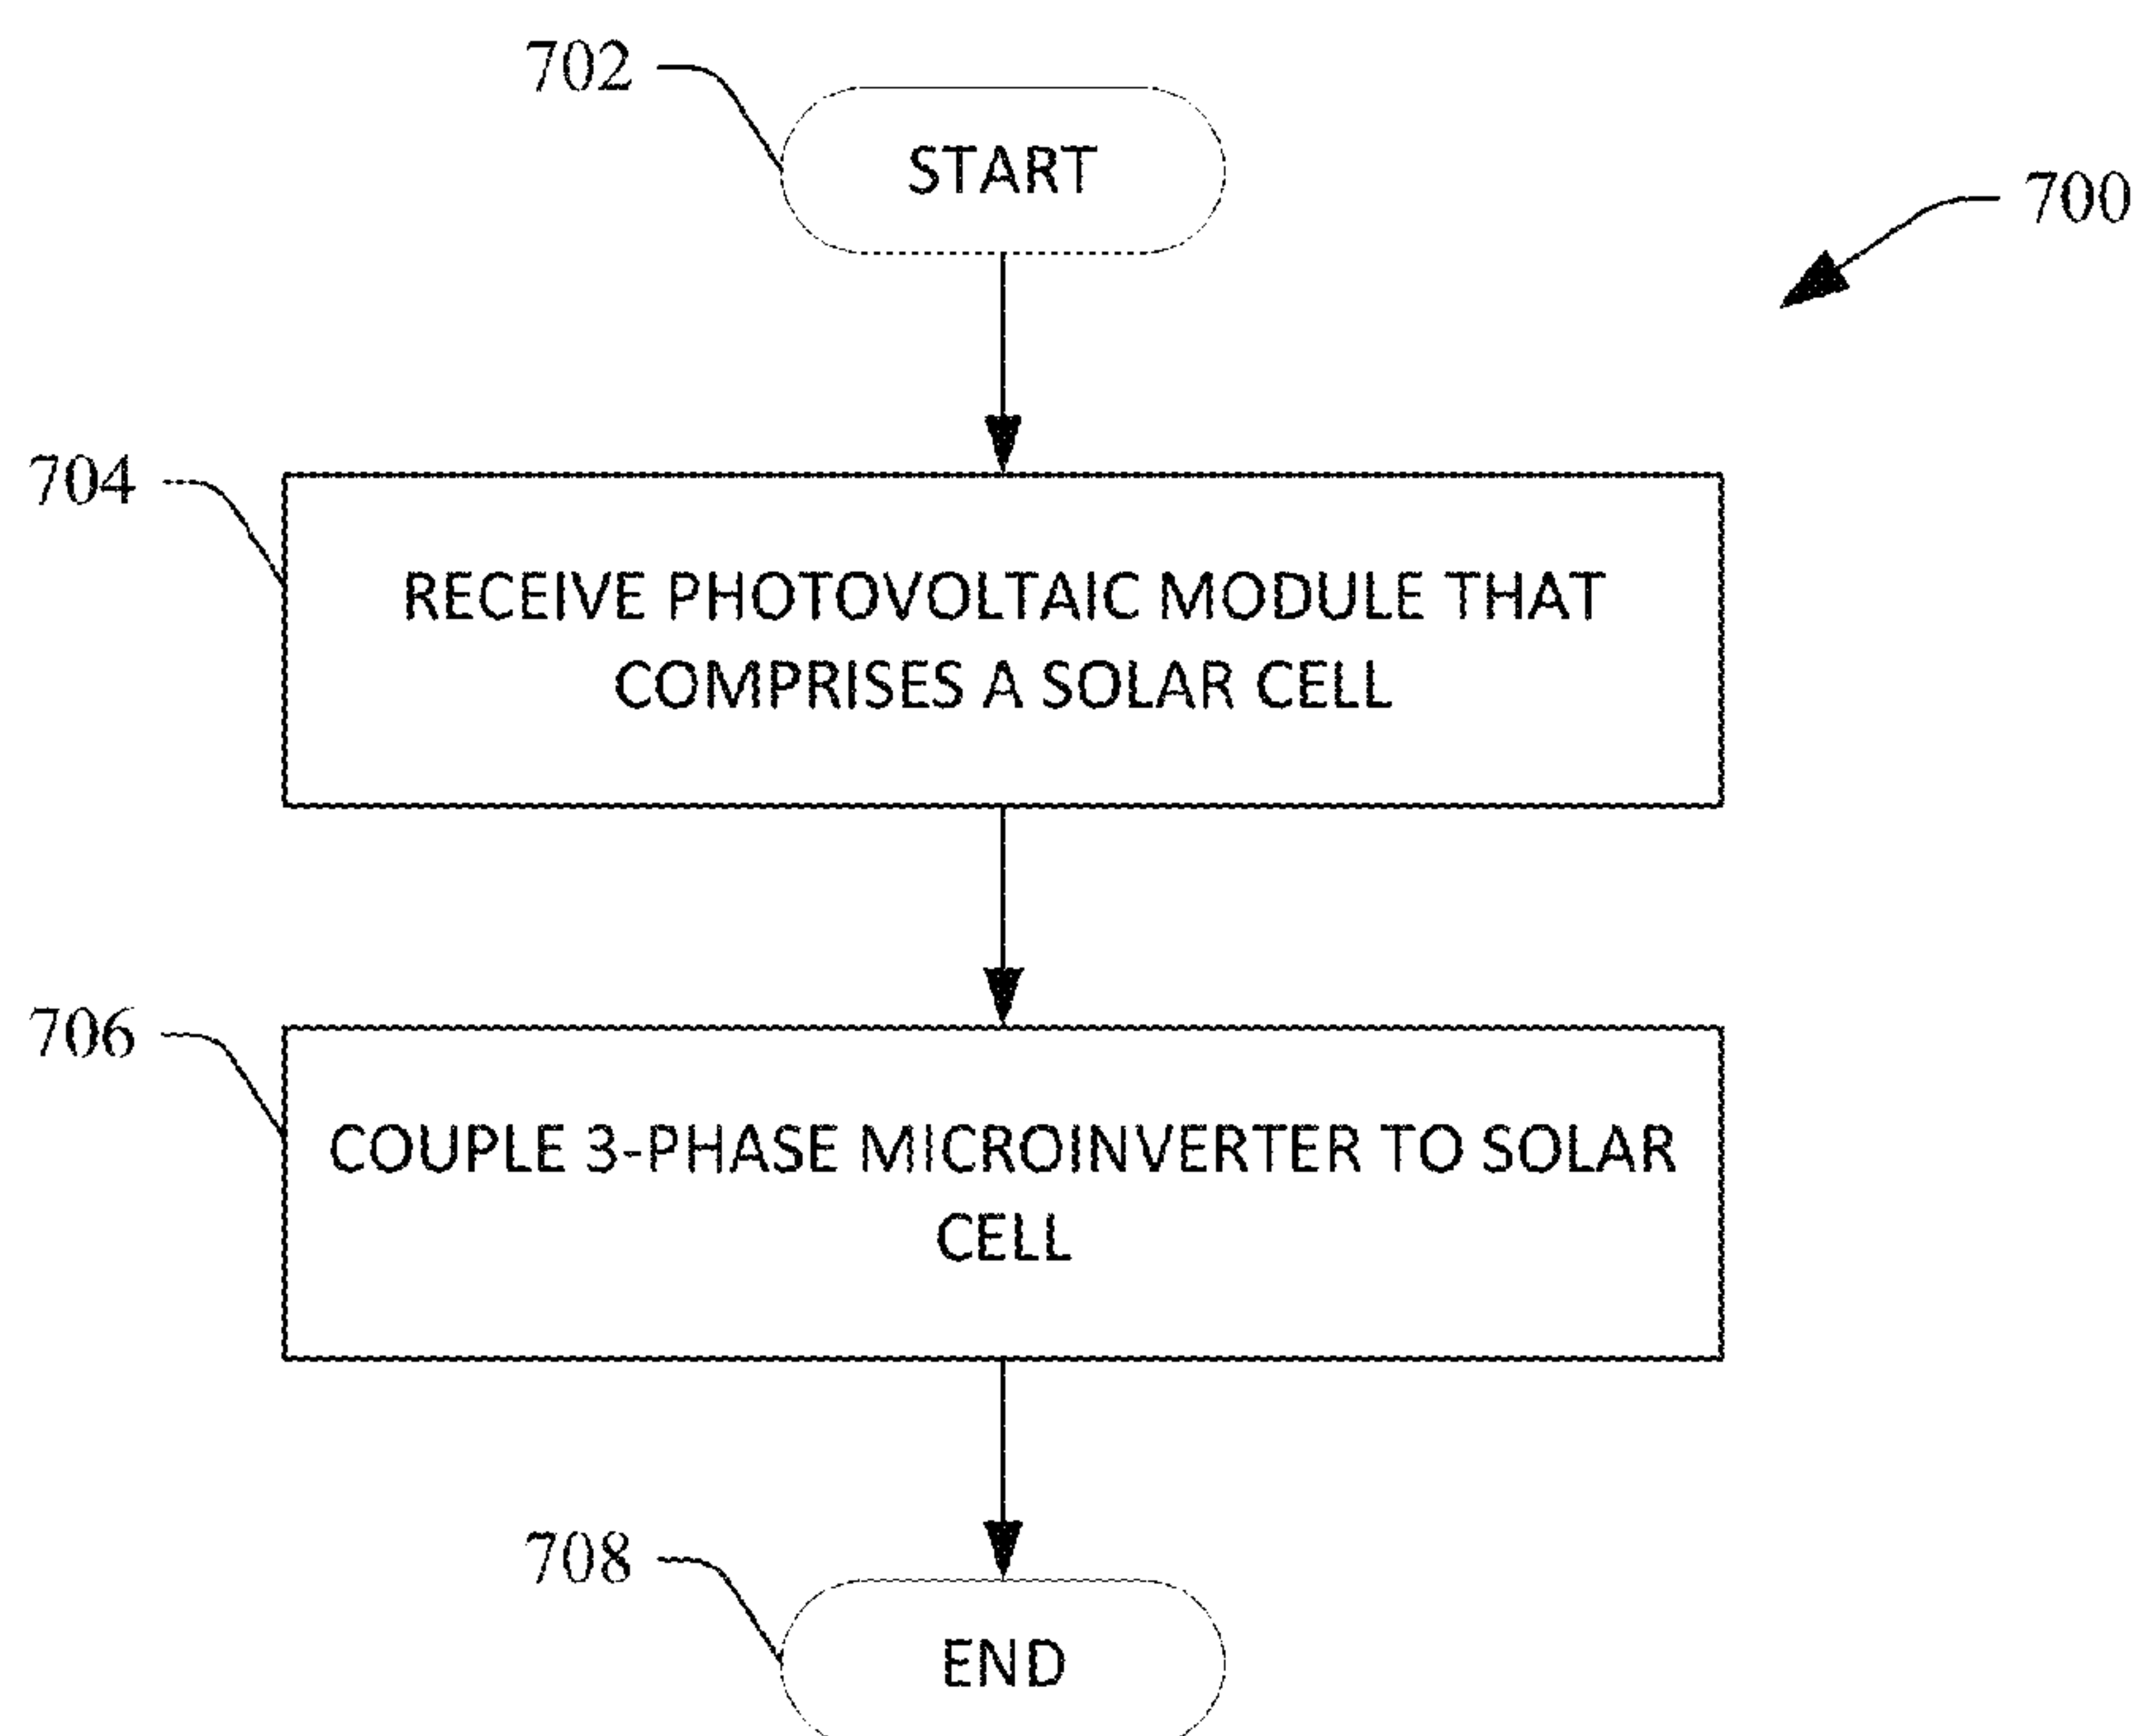 702
START
700
704
RECEIVE PHOTOVOLTAIC MODULE THAT
COMPRISES A SOLAR CELL
706
COUPLE 3-PHASE MICROINVERTER TO SOLAR
CELL
708
END